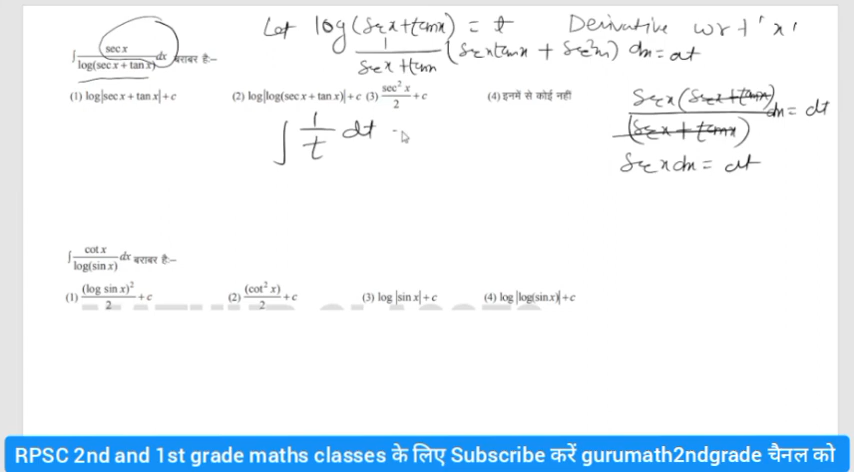 Let log(secx+tanx) = t Derivative wrt 'x'
∫ sec x / log(sec x + tan x) dx बराबर है:–
1/(secx+tanx) (secxtanx + sec²x) dx = dt
(1) log|sec x + tan x| + c (2) log|log(sec x + tan x)| + c (3) sec² x / 2 + c (4) इनमें से कोई नहीं
secx(secx+tanx) / (secx+tanx) dx = dt
∫ 1/t dt
secx dx = dt
∫ cot x / log(sin x) dx बराबर है:–
(1) (log sin x)² / 2 + c (2) (cot² x) / 2 + c (3) log |sin x| + c (4) log |log(sin x)| + c
RPSC 2nd and 1st grade maths classes के लिए Subscribe करें gurumath2ndgrade चैनल को